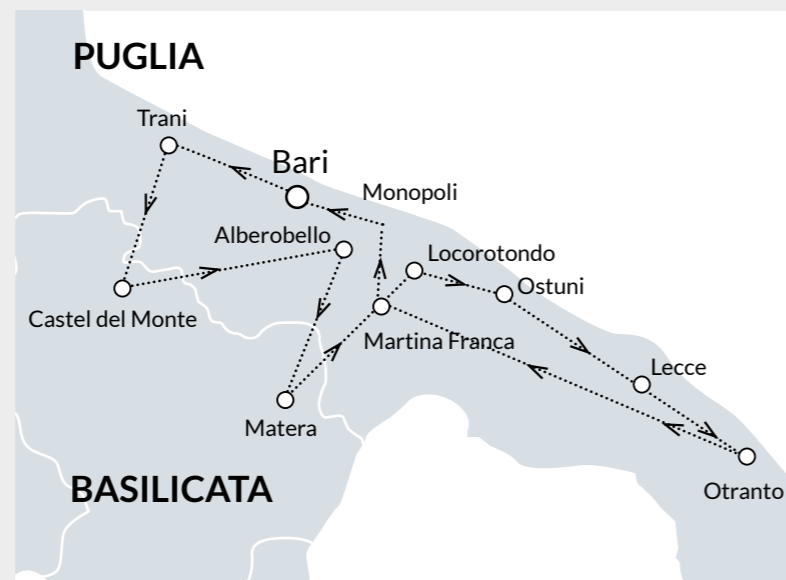 PUGLIA
Trani
Bari
Monopoli
Alberobello
Locorotondo
Ostuni
Castel del Monte
Martina Franca
Lecce
Matera
BASILICATA
Otranto